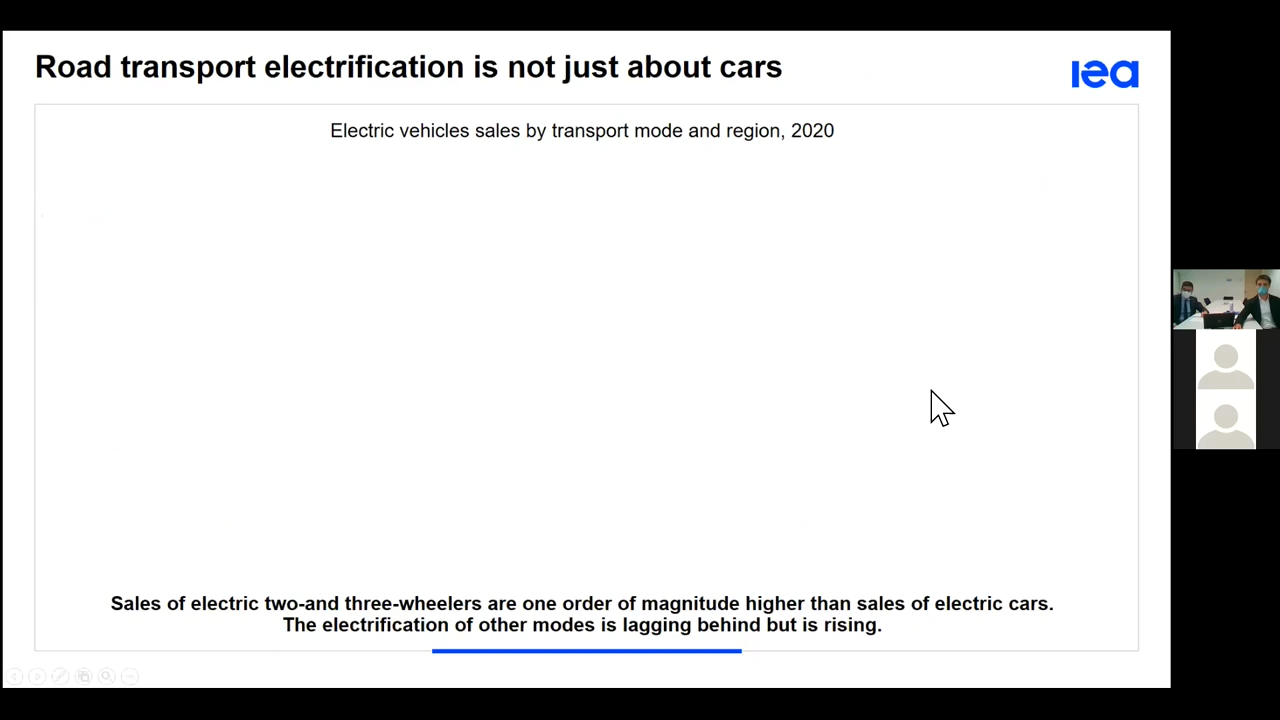 Road transport electrification is not just about cars
iea
Electric vehicles sales by transport mode and region, 2020
Sales of electric two-and three-wheelers are one order of magnitude higher than sales of electric cars.
The electrification of other modes is lagging behind but is rising.